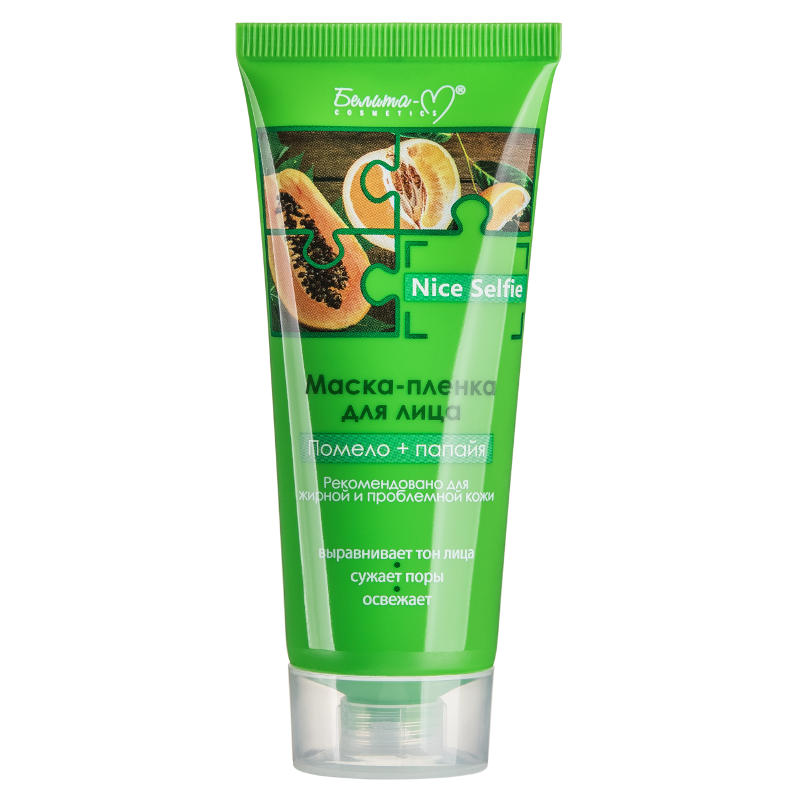 Белита-М®
COSMETICS
Nice Selfie
Маска-пленка
для лица
Помело + папайя
Рекомендовано для
жирной и проблемной кожи
выравнивает тон лица
•
сужает поры
•
освежает